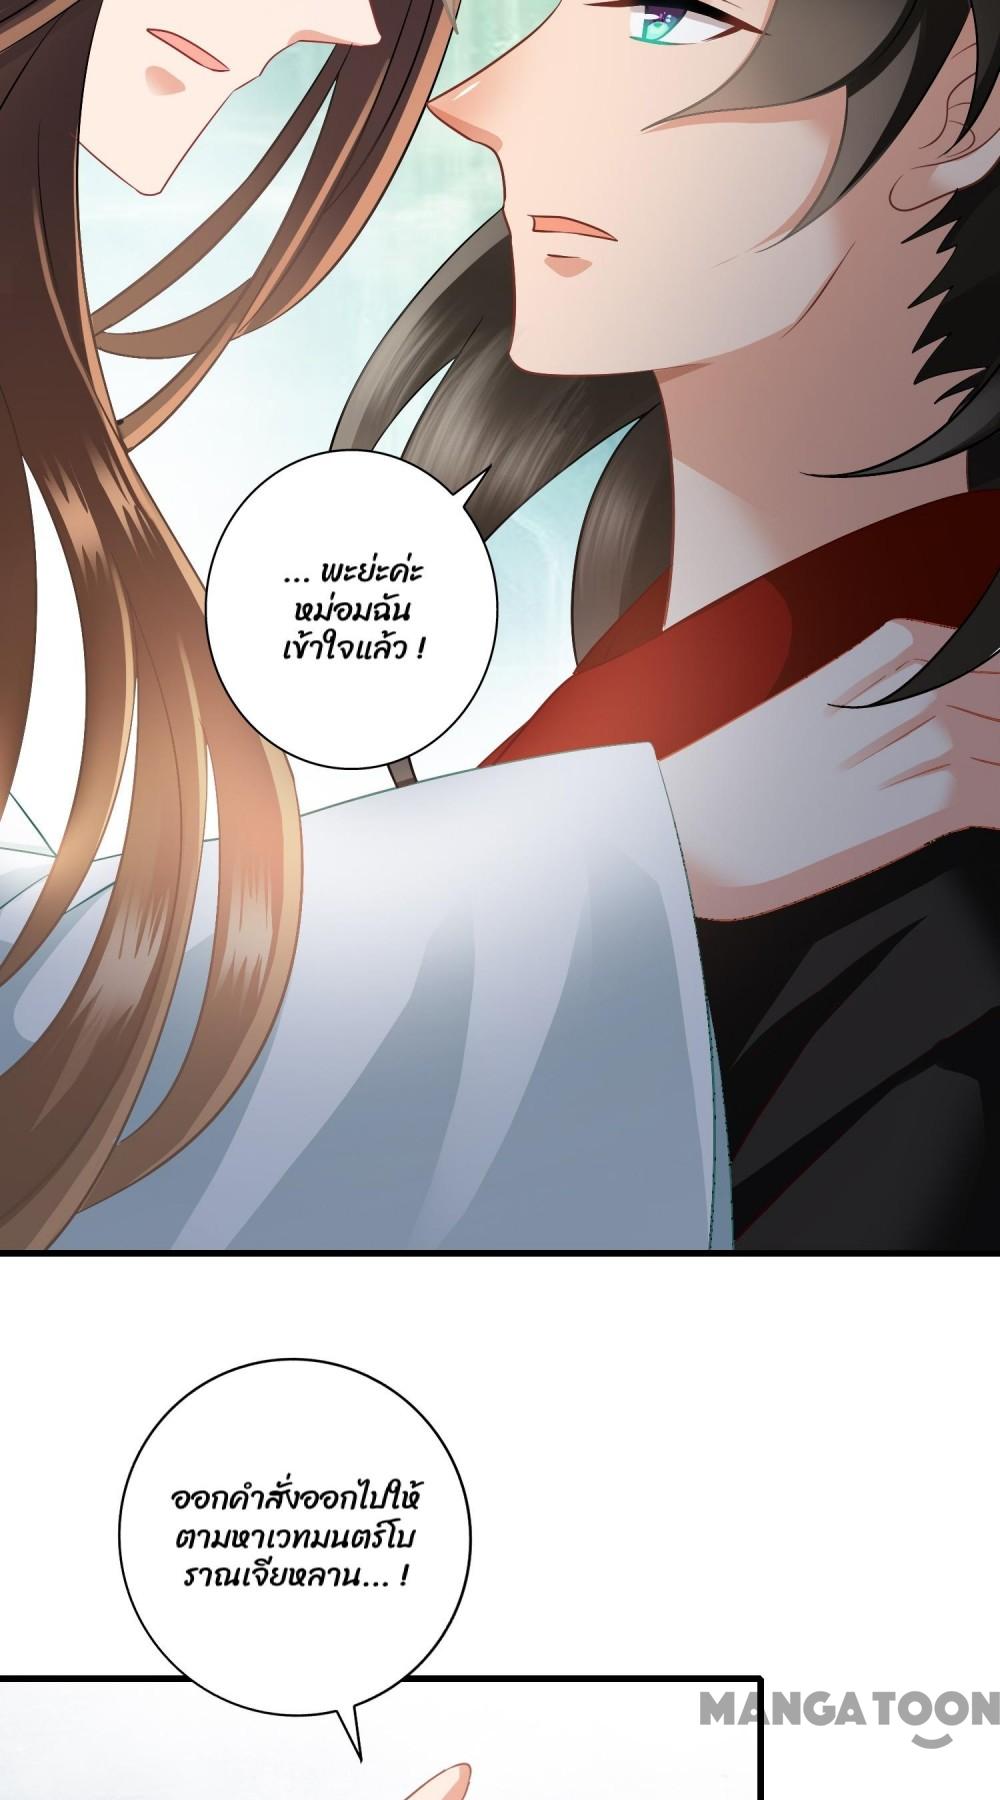 ... พะย่ะค่ะ
หม่อมฉัน
เข้าใจแล้ว !
ออกคำสั่งออกไปให้
ตามหาเวทมนตร์โบ
ราณเจียหลาน... !
MANGATOON